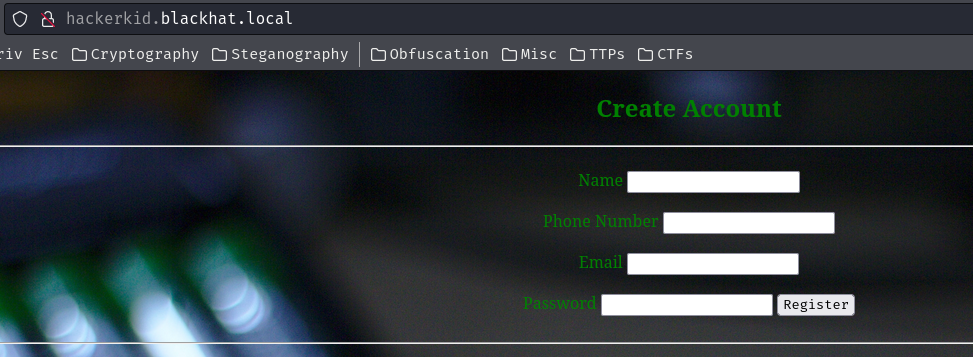 hackerkid.blackhat.local
riv Esc Cryptography Steganography Obfuscation Misc TTPs CTFs
Create Account
Name
Phone Number
Email
Password Register